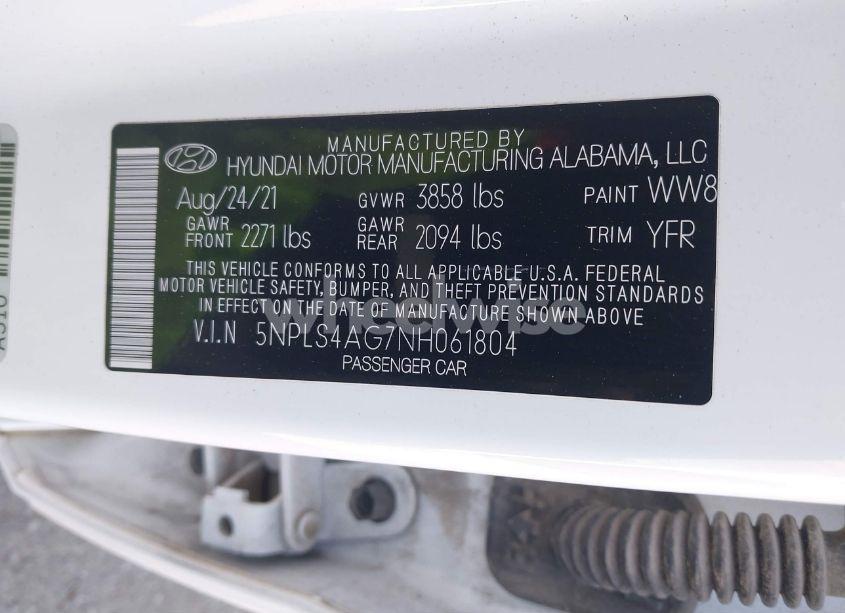 MANUFACTURED BY
HYUNDAI MOTOR MANUFACTURING ALABAMA, LLC
Aug/24/21 GVWR 3858 lbs PAINT WW8
GAWR FRONT 2271 lbs GAWR REAR 2094 lbs TRIM YFR
THIS VEHICLE CONFORMS TO ALL APPLICABLE U.S.A. FEDERAL
MOTOR VEHICLE SAFETY, BUMPER, AND THEFT PREVENTION STANDARDS
IN EFFECT ON THE DATE OF MANUFACTURE SHOWN ABOVE
wheelwise
V.I.N 5NPLS4AG7NH061804
PASSENGER CAR